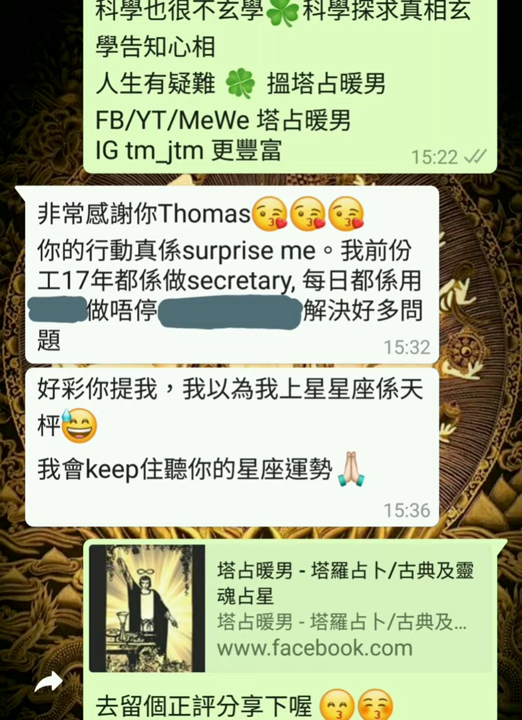 科學也很不玄學🍀科學探求真相玄
學告知心相
人生有疑難 🍀 搵塔占暖男
FB/YT/MeWe 塔占暖男
IG tm_jtm 更豐富
15:22
非常感謝你Thomas😘😘😘
你的行動真係surprise me。我前份
工17年都係做secretary, 每日都係用
做唔停 解決好多問
題
15:32
好彩你提我，我以為我上星星座係天
枰😅
我會keep住聽你的星座運勢🙏🏻
15:36
塔占暖男 - 塔羅占卜/古典及靈
魂占星
塔占暖男 - 塔羅占卜/古典及...
www.facebook.com
去留個正評分享下喔 😙😚